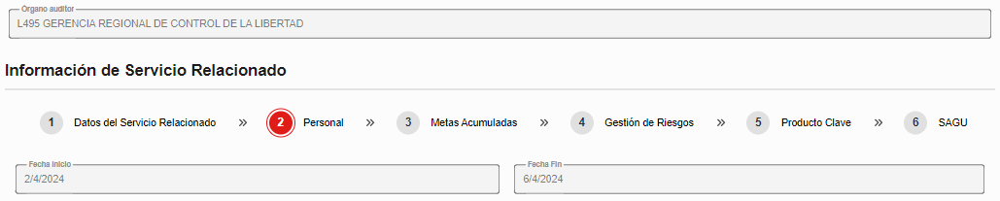 Órgano auditor
L495 GERENCIA REGIONAL DE CONTROL DE LA LIBERTAD
Información de Servicio Relacionado
1 Datos del Servicio Relacionado » 2 Personal » 3 Metas Acumuladas » 4 Gestión de Riesgos » 5 Producto Clave » 6 SAGU
Fecha Inicio Fecha Fin
2/4/2024 6/4/2024